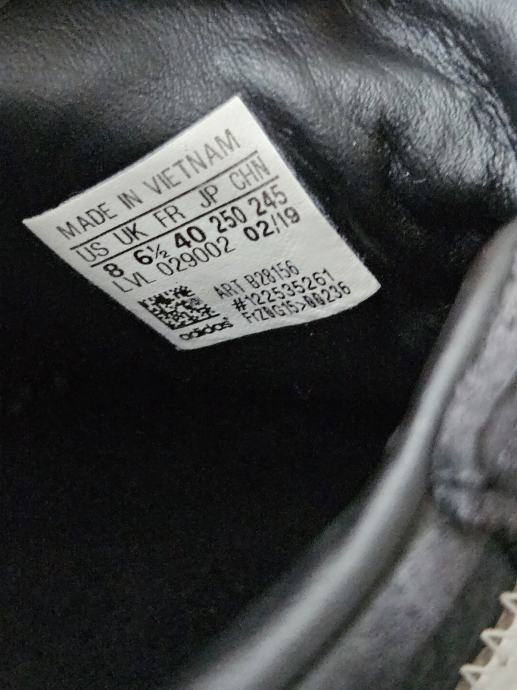 MADE IN VIETNAM
US UK FR JP CHN
8 6½ 40 250 245
LVL 029002 02/19
ART B28156
#122535261
adidas